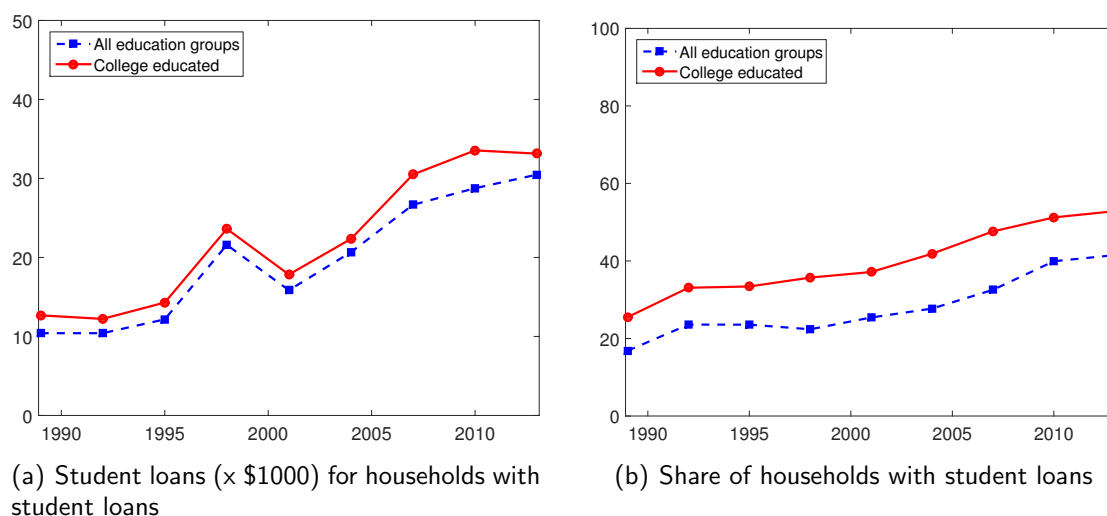 50
40
30
20
10
0
All education groups
College educated
1990 1995 2000 2005 2010
(a) Student loans (x $1000) for households with
student loans
100
80
60
40
20
0
All education groups
College educated
1990 1995 2000 2005 2010
(b) Share of households with student loans